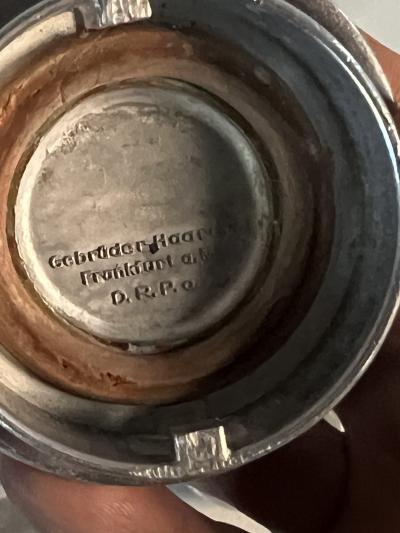 Gebrüder
Frankfurt a.
D. R. P. a.